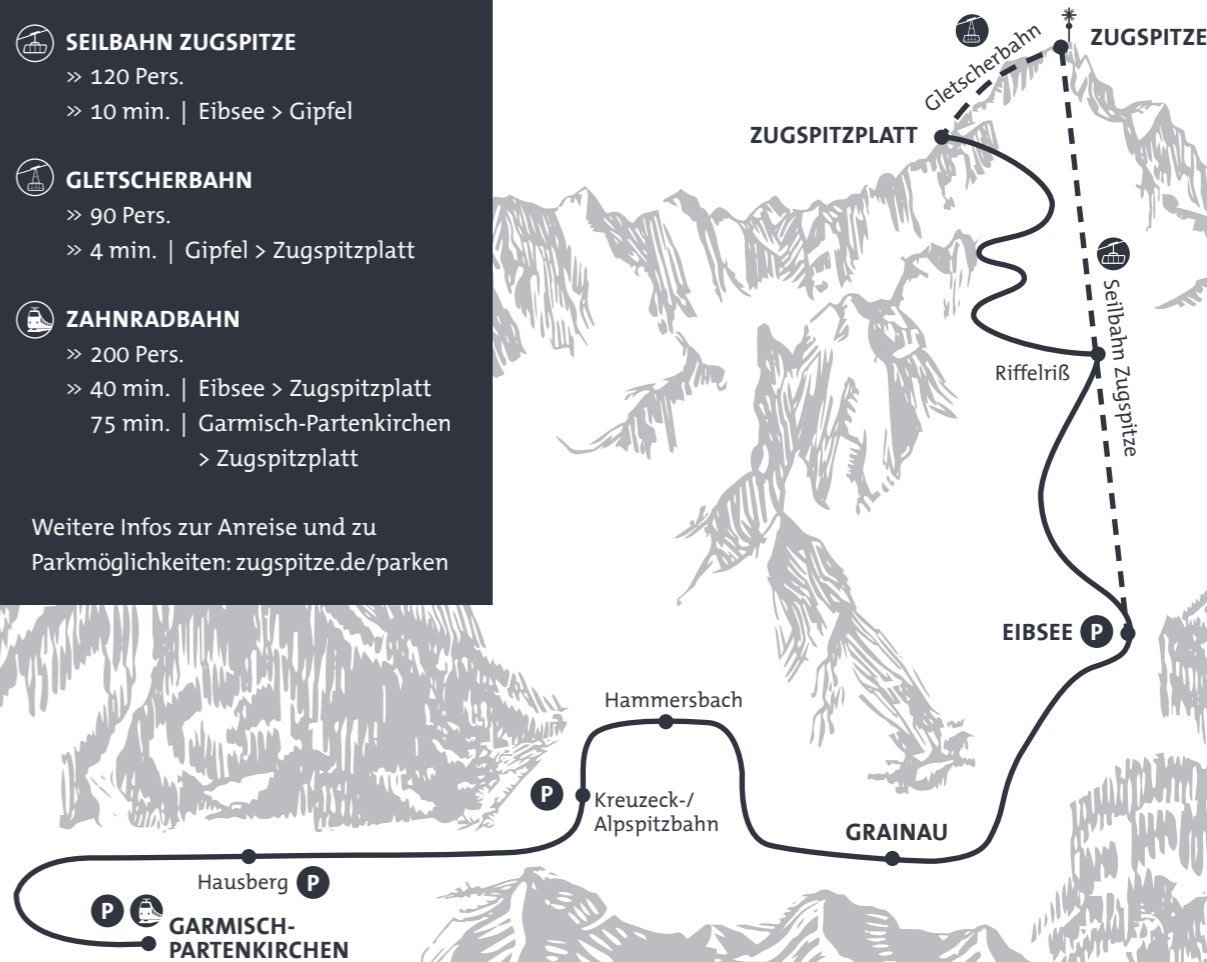 SEILBAHN ZUGSPITZE
» 120 Pers.
» 10 min. | Eibsee > Gipfel
GLETSCHERBAHN
» 90 Pers.
» 4 min. | Gipfel > Zugspitzplatt
ZAHNRADBAHN
» 200 Pers.
» 40 min. | Eibsee > Zugspitzplatt
75 min. | Garmisch-Partenkirchen
> Zugspitzplatt
Weitere Infos zur Anreise und zu
Parkmöglichkeiten: zugspitze.de/parken
ZUGSPITZE
Gletscherbahn
ZUGSPITZPLATT
Seilbahn Zugspitze
Riffelriß
EIBSEE P
Hammersbach
P
Kreuzeck-/
Alpspitzbahn
GRAINAU
Hausberg P
P
GARMISCH-
PARTENKIRCHEN